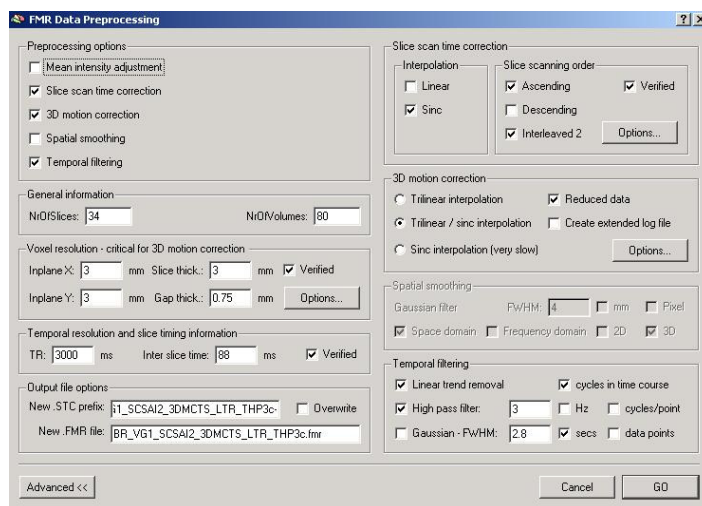 FMR Data Preprocessing
Preprocessing options
Mean intensity adjustment
Slice scan time correction
3D motion correction
Spatial smoothing
Temporal filtering
General information
NrOfSlices: 34 NrOfVolumes: 80
Voxel resolution - critical for 3D motion correction
Inplane X: 3 mm Slice thick.: 3 mm Verified
Inplane Y: 3 mm Gap thick.: 0.75 mm Options...
Temporal resolution and slice timing information
TR: 3000 ms Inter slice time: 88 ms Verified
Output file options
New .STC prefix: i1_SCSAI2_3DMCTS_LTR_THP3c- Overwrite
New .FMR file: BR_VG1_SCSAI2_3DMCTS_LTR_THP3c.fmr
Advanced <<
Slice scan time correction
Interpolation
Linear
Sinc
Slice scanning order
Ascending Verified
Descending
Interleaved 2 Options...
3D motion correction
Trilinear interpolation Reduced data
Trilinear / sinc interpolation Create extended log file
Sinc interpolation (very slow) Options...
Spatial smoothing
Gaussian filter FWHM: 4 mm Pixel
Space domain Frequency domain 2D 3D
Temporal filtering
Linear trend removal cycles in time course
High pass filter: 3 Hz cycles/point
Gaussian - FWHM: 2.8 secs data points
Cancel GO